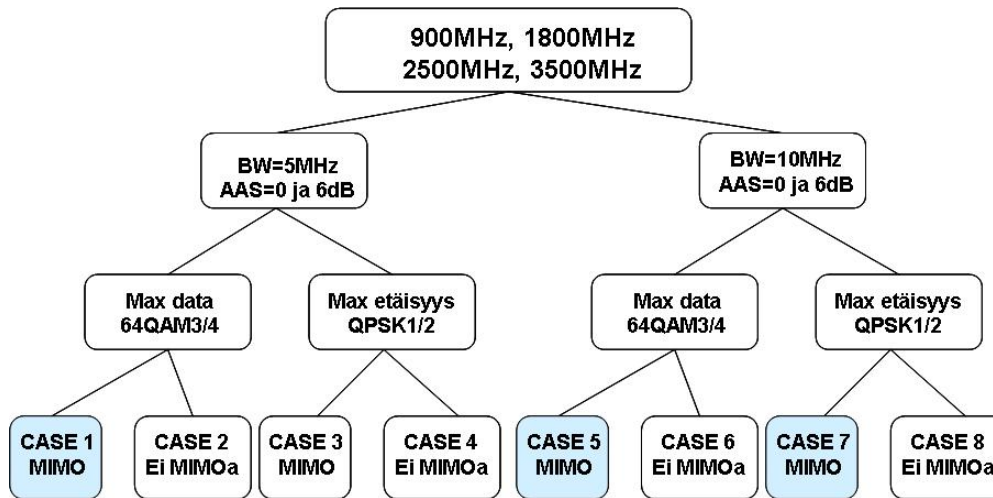 900MHz, 1800MHz
2500MHz, 3500MHz
BW=5MHz
AAS=0 ja 6dB
BW=10MHz
AAS=0 ja 6dB
Max data
64QAM3/4
Max etäisyys
QPSK1/2
Max data
64QAM3/4
Max etäisyys
QPSK1/2
CASE 1
MIMO
CASE 2
Ei MIMOa
CASE 3
MIMO
CASE 4
Ei MIMOa
CASE 5
MIMO
CASE 6
Ei MIMOa
CASE 7
MIMO
CASE 8
Ei MIMOa